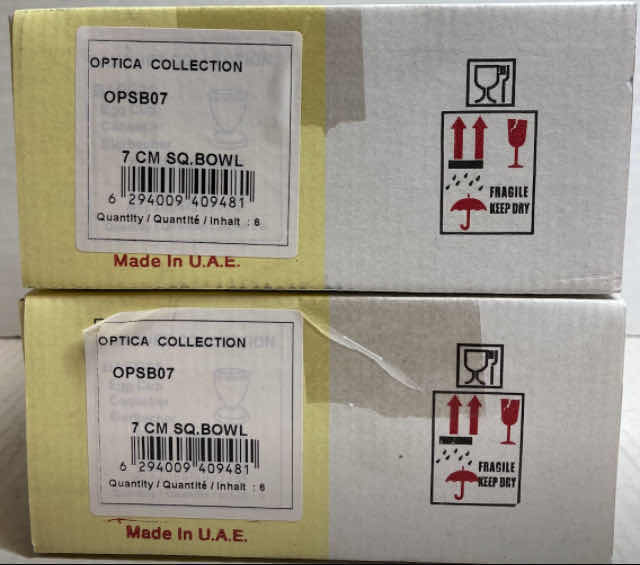 OPTICA COLLECTION
OPSB07
7 CM SQ.BOWL
6 294009 409481
Quantity / Quantité / Inhalt : 6
Made In U.A.E.
FRAGILE
KEEP DRY
OPTICA COLLECTION
OPSB07
7 CM SQ.BOWL
6 294009 409481
Quantity / Quantité / Inhalt : 6
Made In U.A.E.
FRAGILE
KEEP DRY